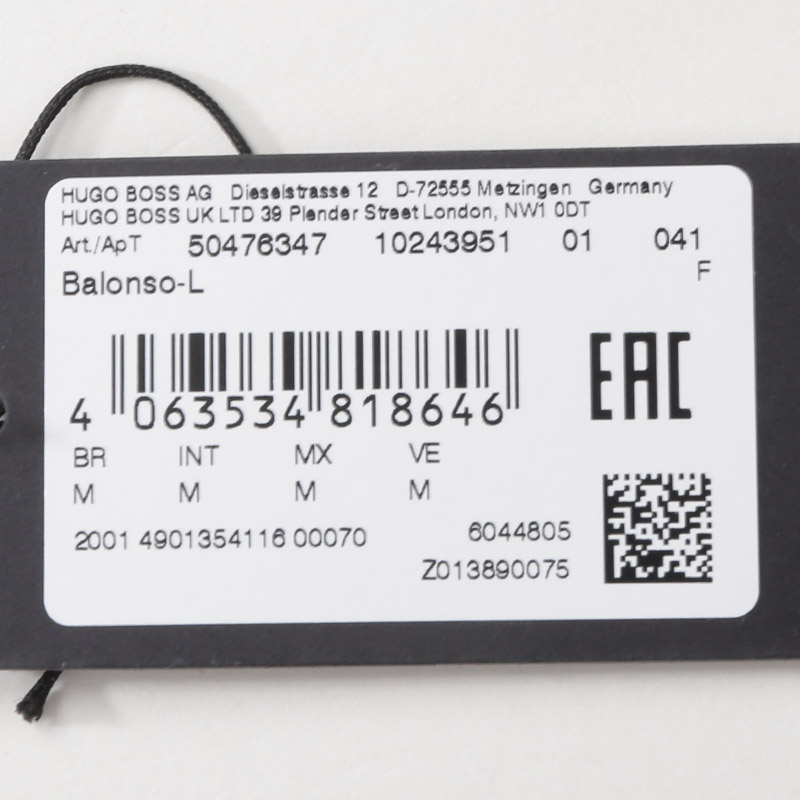 HUGO BOSS AG Dieselstrasse 12 D-72555 Metzingen Germany
HUGO BOSS UK LTD 39 Plender Street London, NW1 0DT
Art./АрТ 50476347 10243951 01 041
F
Balonso-L
4 063534 818646
EAC
BR INT MX VE
M M M M
2001 4901354116 00070 6044805
Z013890075